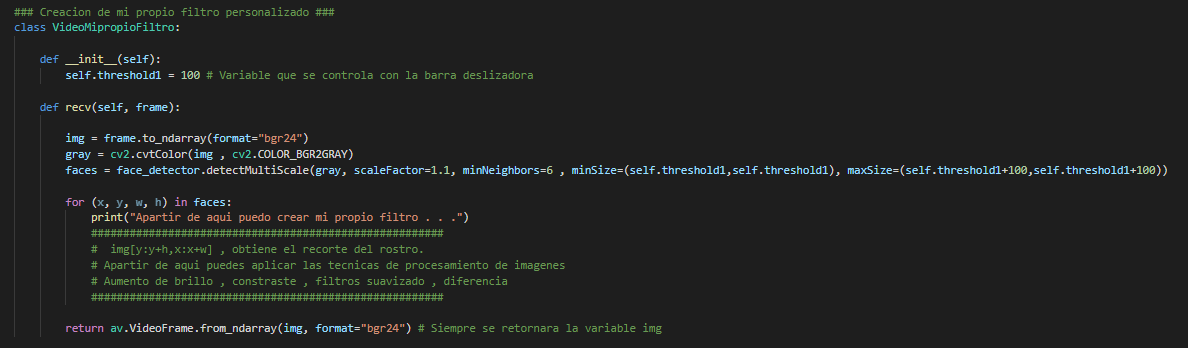 ### Creacion de mi propio filtro personalizado ###
class VideoMipropioFiltro:
def __init__(self):
self.threshold1 = 100 # Variable que se controla con la barra deslizadora
def recv(self, frame):
img = frame.to_ndarray(format="bgr24")
gray = cv2.cvtColor(img , cv2.COLOR_BGR2GRAY)
faces = face_detector.detectMultiScale(gray, scaleFactor=1.1, minNeighbors=6 , minSize=(self.threshold1,self.threshold1), maxSize=(self.threshold1+100,self.threshold1+100))
for (x, y, w, h) in faces:
print("Apartir de aqui puedo crear mi propio filtro . . .")
#######################################################
#  img[y:y+h,x:x+w] , obtiene el recorte del rostro.
# Apartir de aqui puedes aplicar las tecnicas de procesamiento de imagenes
# Aumento de brillo , constraste , filtros suavizado , diferencia
#######################################################
return av.VideoFrame.from_ndarray(img, format="bgr24") # Siempre se retornara la variable img